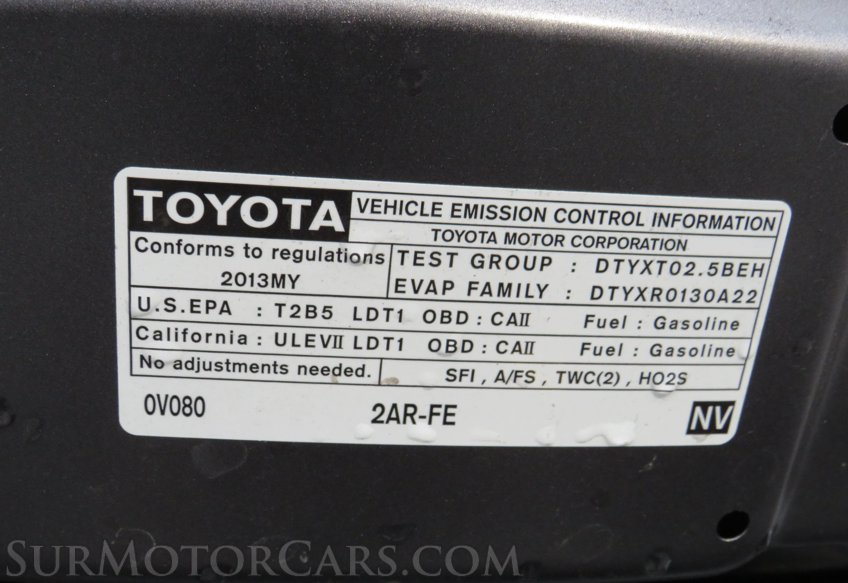 TOYOTA
VEHICLE EMISSION CONTROL INFORMATION
TOYOTA MOTOR CORPORATION
Conforms to regulations
2013MY
TEST GROUP : DTYXT02.5BEH
EVAP FAMILY : DTYXR0130A22
U.S.EPA : T2B5 LDT1 OBD : CAII Fuel : Gasoline
California : ULEVII LDT1 OBD : CAII Fuel : Gasoline
No adjustments needed.
SFI , A/FS , TWC(2) , HO2S
0V080
2AR-FE
NV
SurMotorCars.com